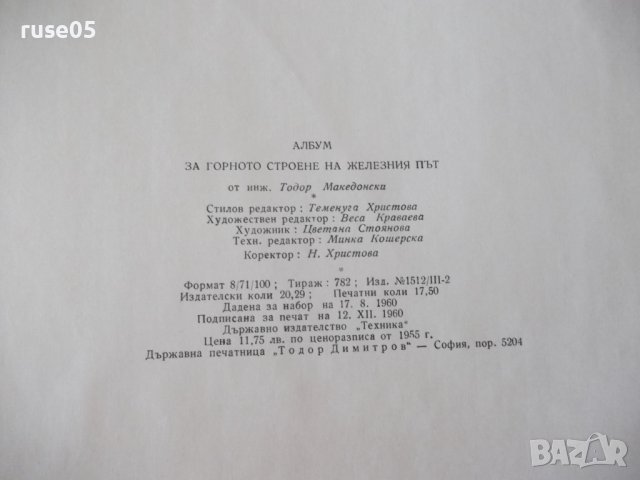 ruse05
АЛБУМ
ЗА ГОРНОТО СТРОЕНЕ НА ЖЕЛЕЗНИЯ ПЪТ
от инж. Тодор Македонски
*
Стилов редактор : Теменуга Христова
Художествен редактор : Веса Краваева
Художник : Цветана Стоянова
Техн. редактор : Минка Кошерска
Коректор : Н. Христова
*
Формат 8/71/100 ; Тираж : 782 ; Изд. №1512/III-2
Издателски коли 20,29 ; Печатни коли 17,50
Дадена за набор на 17. 8. 1960
Подписана за печат на 12. XII. 1960
Държавно издателство „Техника"
Цена 11,75 лв. по ценоразписа от 1955 г.
Държавна печатница „Тодор Димитров" — София, пор. 5204
BAZAR
bg